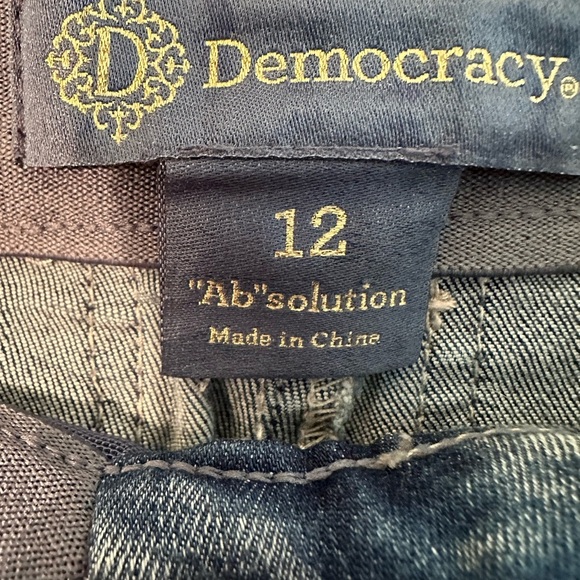 D Democracy®
12
"Ab"solution
Made in China